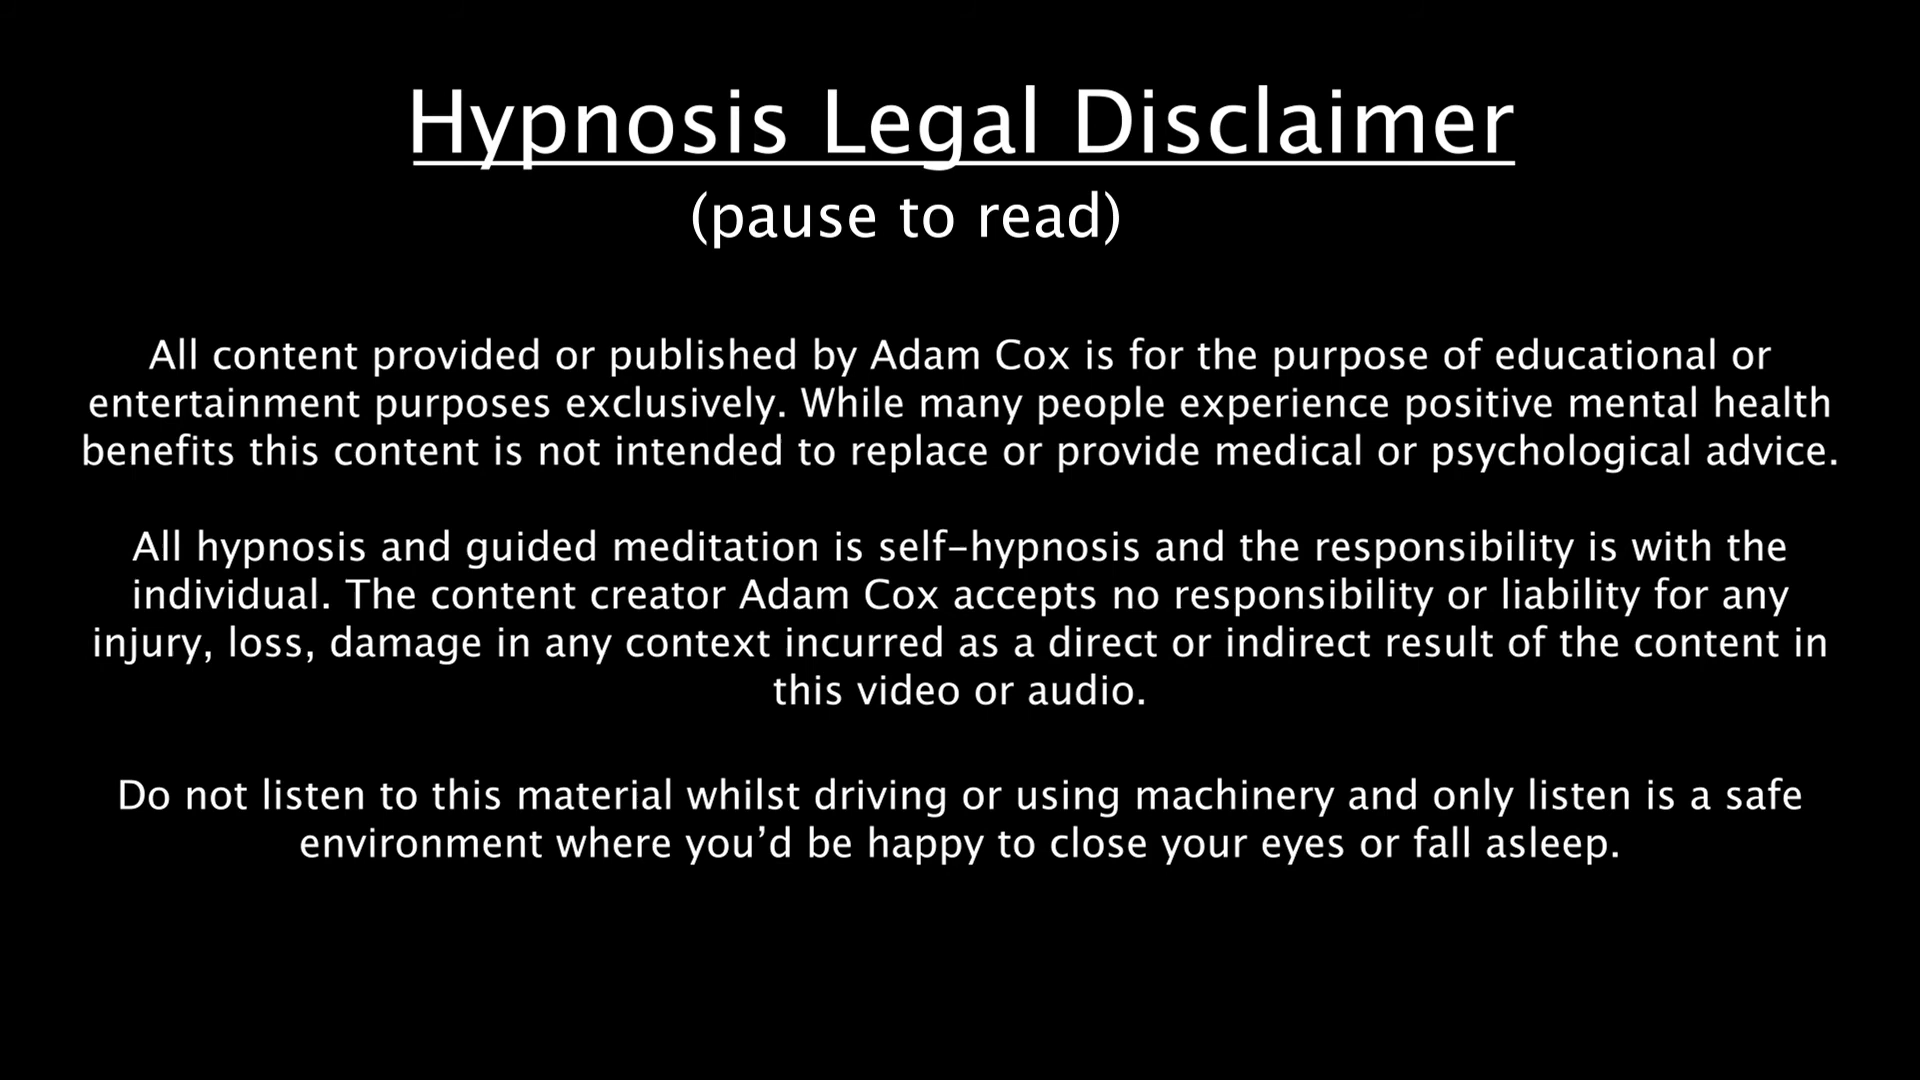 Hypnosis Legal Disclaimer
(pause to read)
All content provided or published by Adam Cox is for the purpose of educational or
entertainment purposes exclusively. While many people experience positive mental health
benefits this content is not intended to replace or provide medical or psychological advice.
All hypnosis and guided meditation is self-hypnosis and the responsibility is with the
individual. The content creator Adam Cox accepts no responsibility or liability for any
injury, loss, damage in any context incurred as a direct or indirect result of the content in
this video or audio.
Do not listen to this material whilst driving or using machinery and only listen is a safe
environment where you’d be happy to close your eyes or fall asleep.